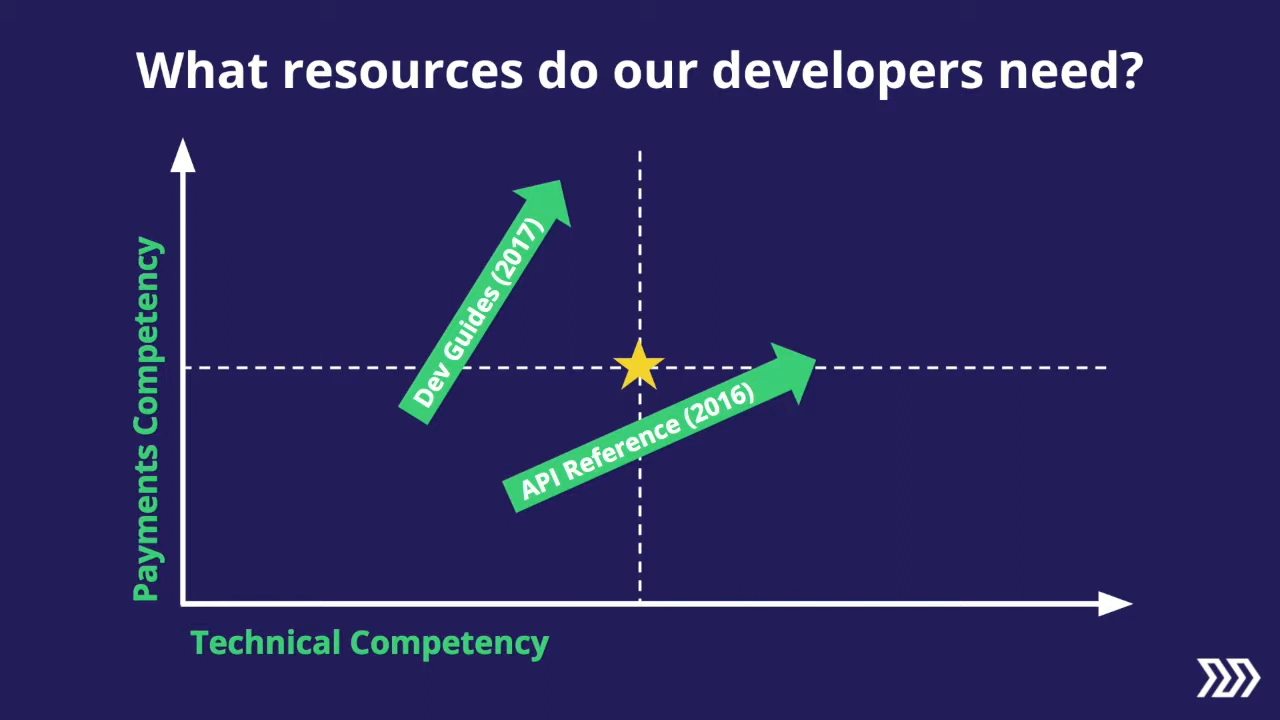 What resources do our developers need?
Payments Competency
Dev Guides (2017)
API Reference (2016)
Technical Competency